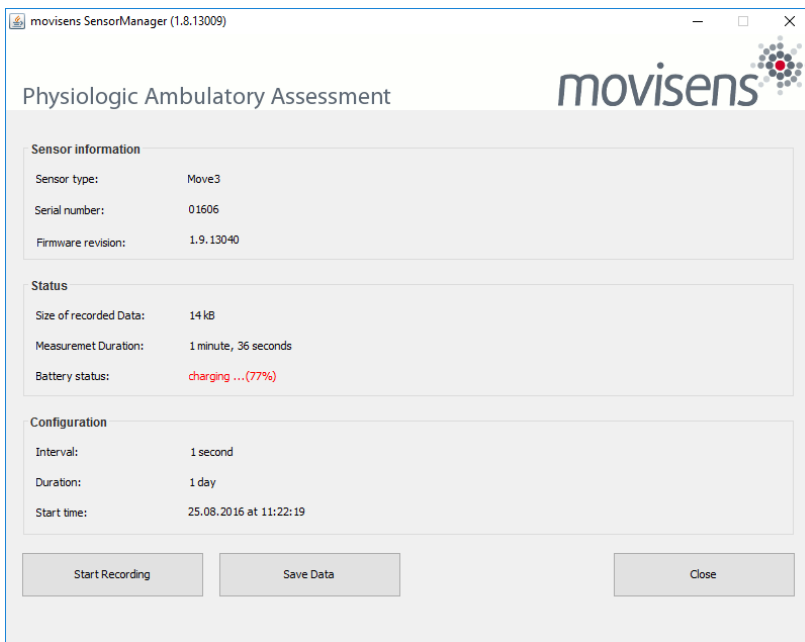 movisens SensorManager (1.8.13009)
Physiologic Ambulatory Assessment
movisens
Sensor information
Sensor type: Move3
Serial number: 01606
Firmware revision: 1.9.13040
Status
Size of recorded Data: 14 kB
Measuremet Duration: 1 minute, 36 seconds
Battery status: charging ...(77%)
Configuration
Interval: 1 second
Duration: 1 day
Start time: 25.08.2016 at 11:22:19
Start Recording Save Data Close